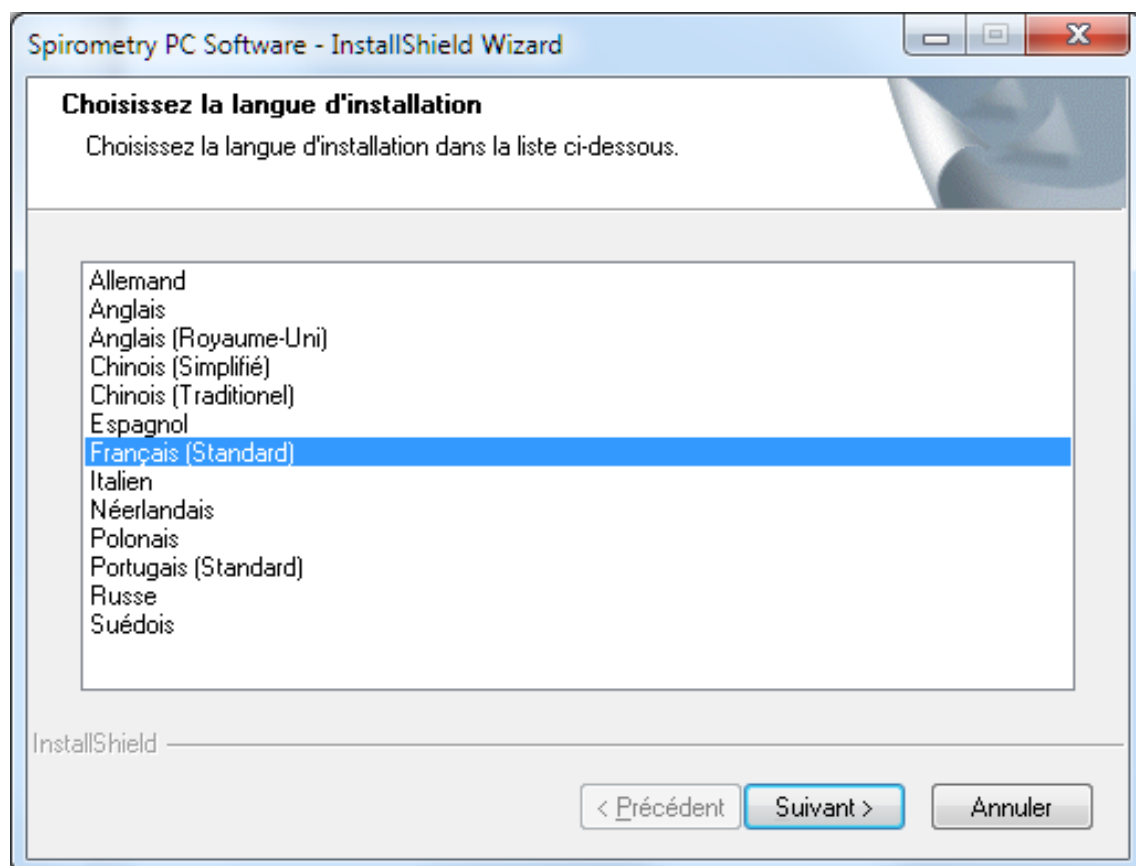 Spirometry PC Software - InstallShield Wizard
Choisissez la langue d'installation
Choisissez la langue d'installation dans la liste ci-dessous.
Allemand
Anglais
Anglais (Royaume-Uni)
Chinois (Simplifié)
Chinois (Traditionel)
Espagnol
Français (Standard)
Italien
Néerlandais
Polonais
Portugais (Standard)
Russe
Suédois
InstallShield
< Précédent Suivant > Annuler